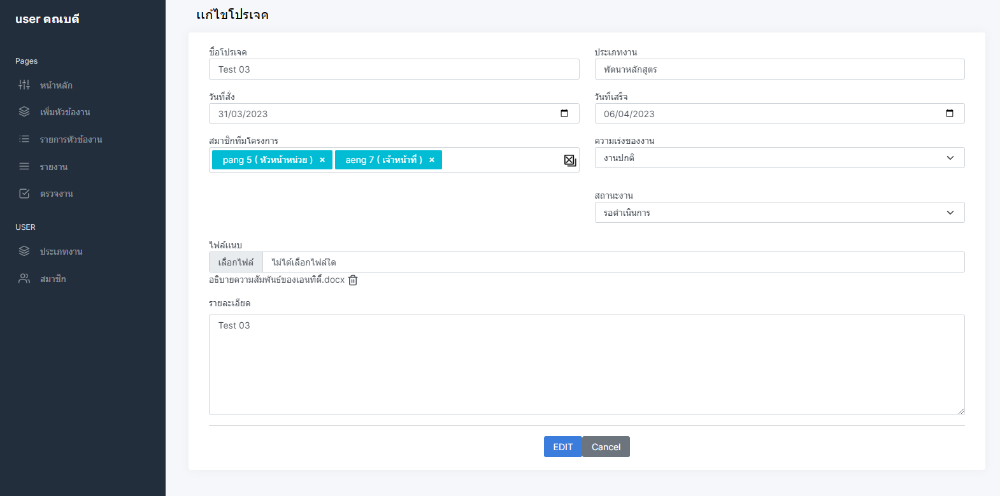 user คณบดี
Pages
หน้าหลัก
เพิ่มหัวข้องาน
รายการหัวข้องาน
รายงาน
ตรวจงาน
USER
ประเภทงาน
สมาชิก
แก้ไขโปรเจค
ชื่อโปรเจค
Test 03
ประเภทงาน
พัตนาหลักสูตร
วันที่สั่ง
31/03/2023
วันที่เสร็จ
06/04/2023
สมาชิกทีมโครงการ
pang 5 ( หัวหน้าหน่วย ) × aeng 7 ( เจ้าหน้าที่ ) ×
ความเร่งของงาน
งานปกติ
สถานะงาน
รอดำเนินการ
ไฟล์แนบ
เลือกไฟล์ ไม่ได้เลือกไฟล์ใด
อธิบายความสัมพันธ์ของเอนทิตี้.docx
รายละเอียด
Test 03
EDIT Cancel